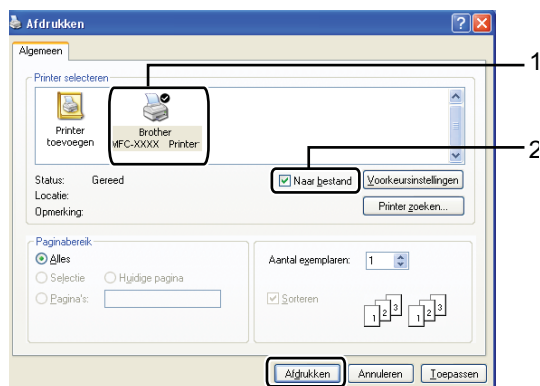 Afdrukken
Algemeen
Printer selecteren
1
Printer
toevoegen
Brother
MFC-XXXX Printer
2
Status: Gereed
Locatie:
Opmerking:
Naar bestand
Voorkeursinstellingen
Printer zoeken...
Paginabereik
Alles
Selectie
Huidige pagina
Pagina's:
Aantal exemplaren: 1
Sorteren
1 2 3 1 2 3
Afdrukken
Annuleren
Toepassen